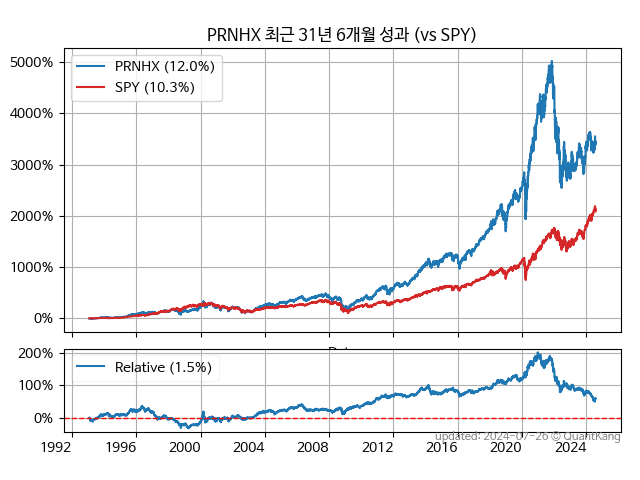 PRNHX 최근 31년 6개월 성과 (vs SPY)
5000%
4000%
3000%
2000%
1000%
0%
PRNHX (12.0%)
SPY (10.3%)
200%
100%
0%
Relative (1.5%)
1992 1996 2000 2004 2008 2012 2016 2020 2024
updated: 2024-07-26 © QuantKang